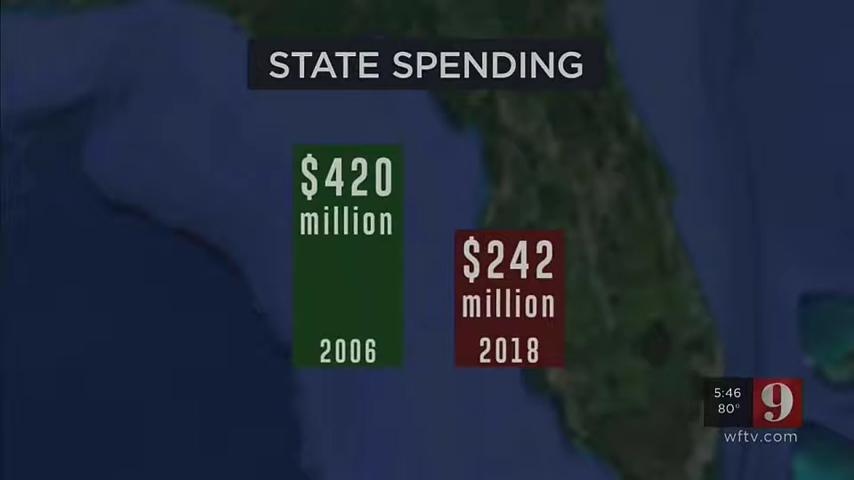 STATE SPENDING
$420
million
2006
$242
million
2018
5:46
80°
9
wftv.com